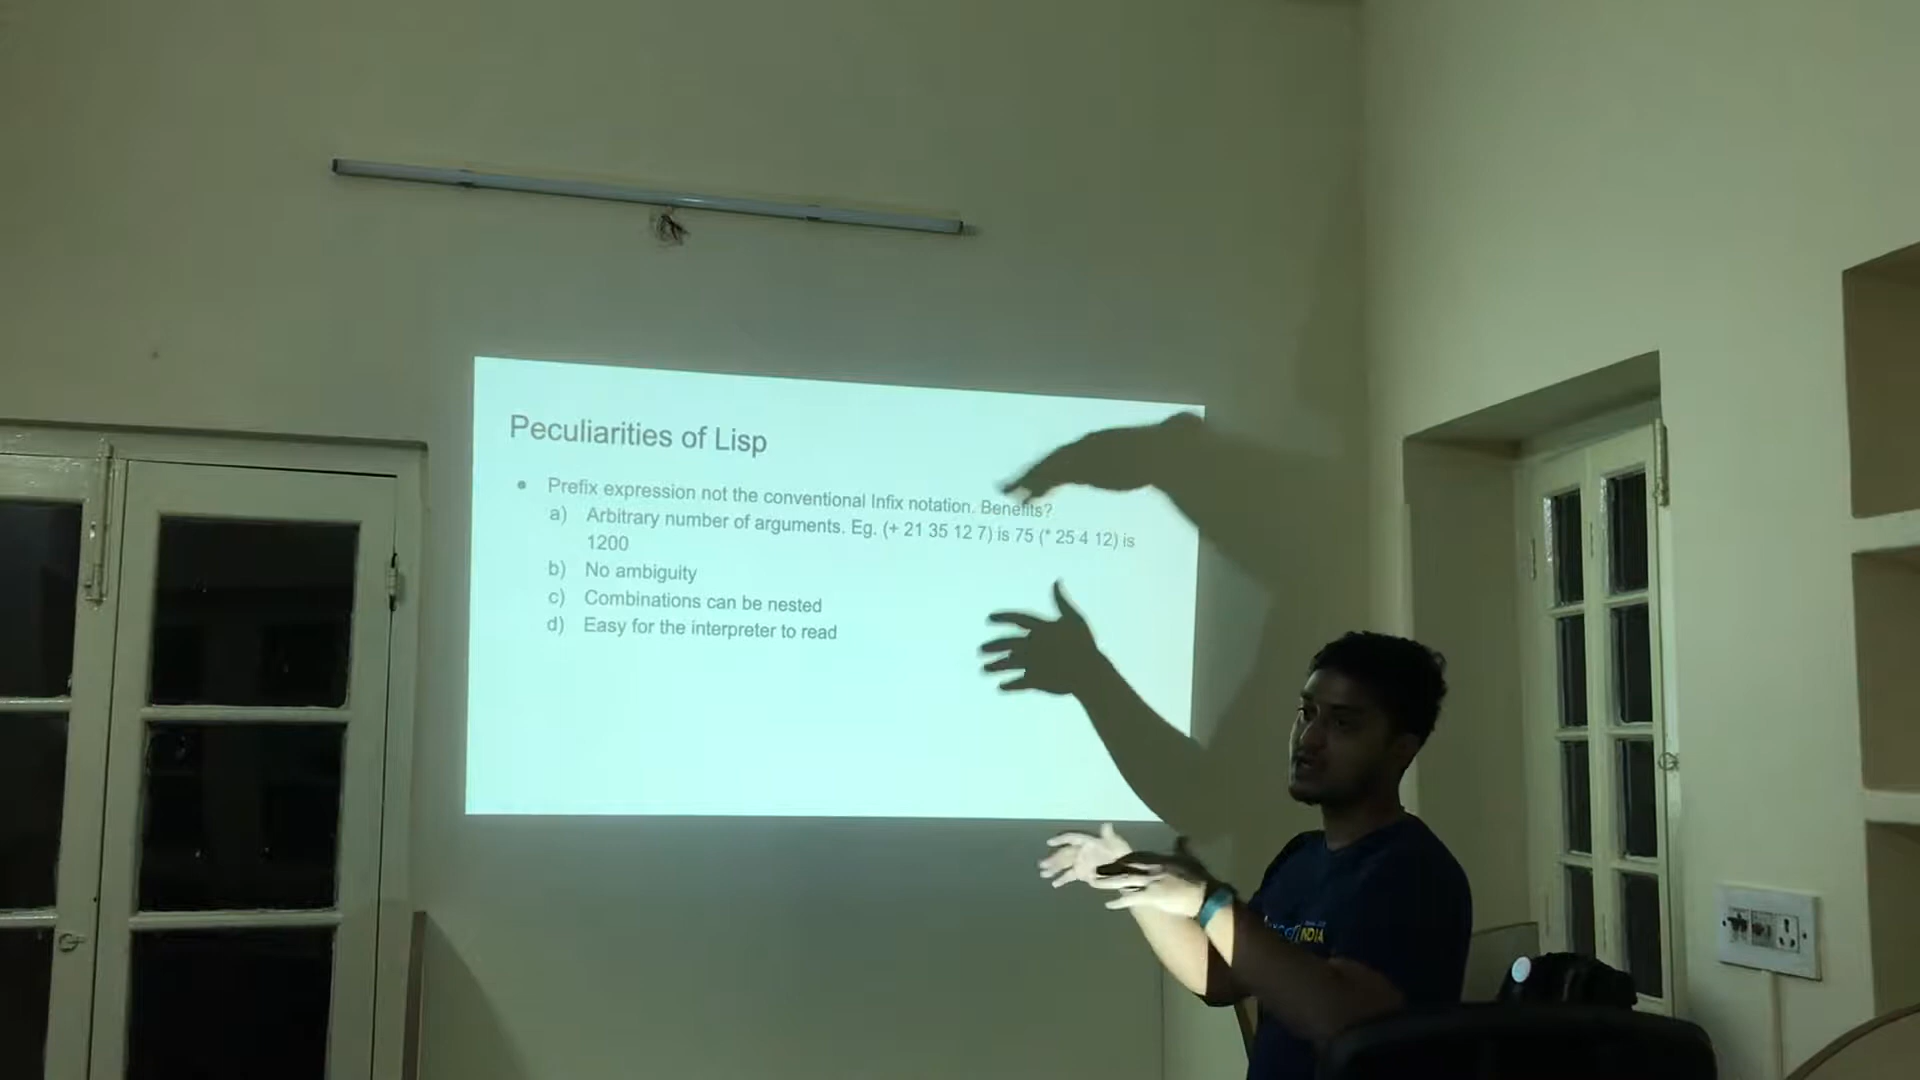 Peculiarities of Lisp
● Prefix expression not the conventional Infix notation. Benefits?
a) Arbitrary number of arguments. Eg. (+ 21 35 12 7) is 75 (* 25 4 12) is
1200
b) No ambiguity
c) Combinations can be nested
d) Easy for the interpreter to read